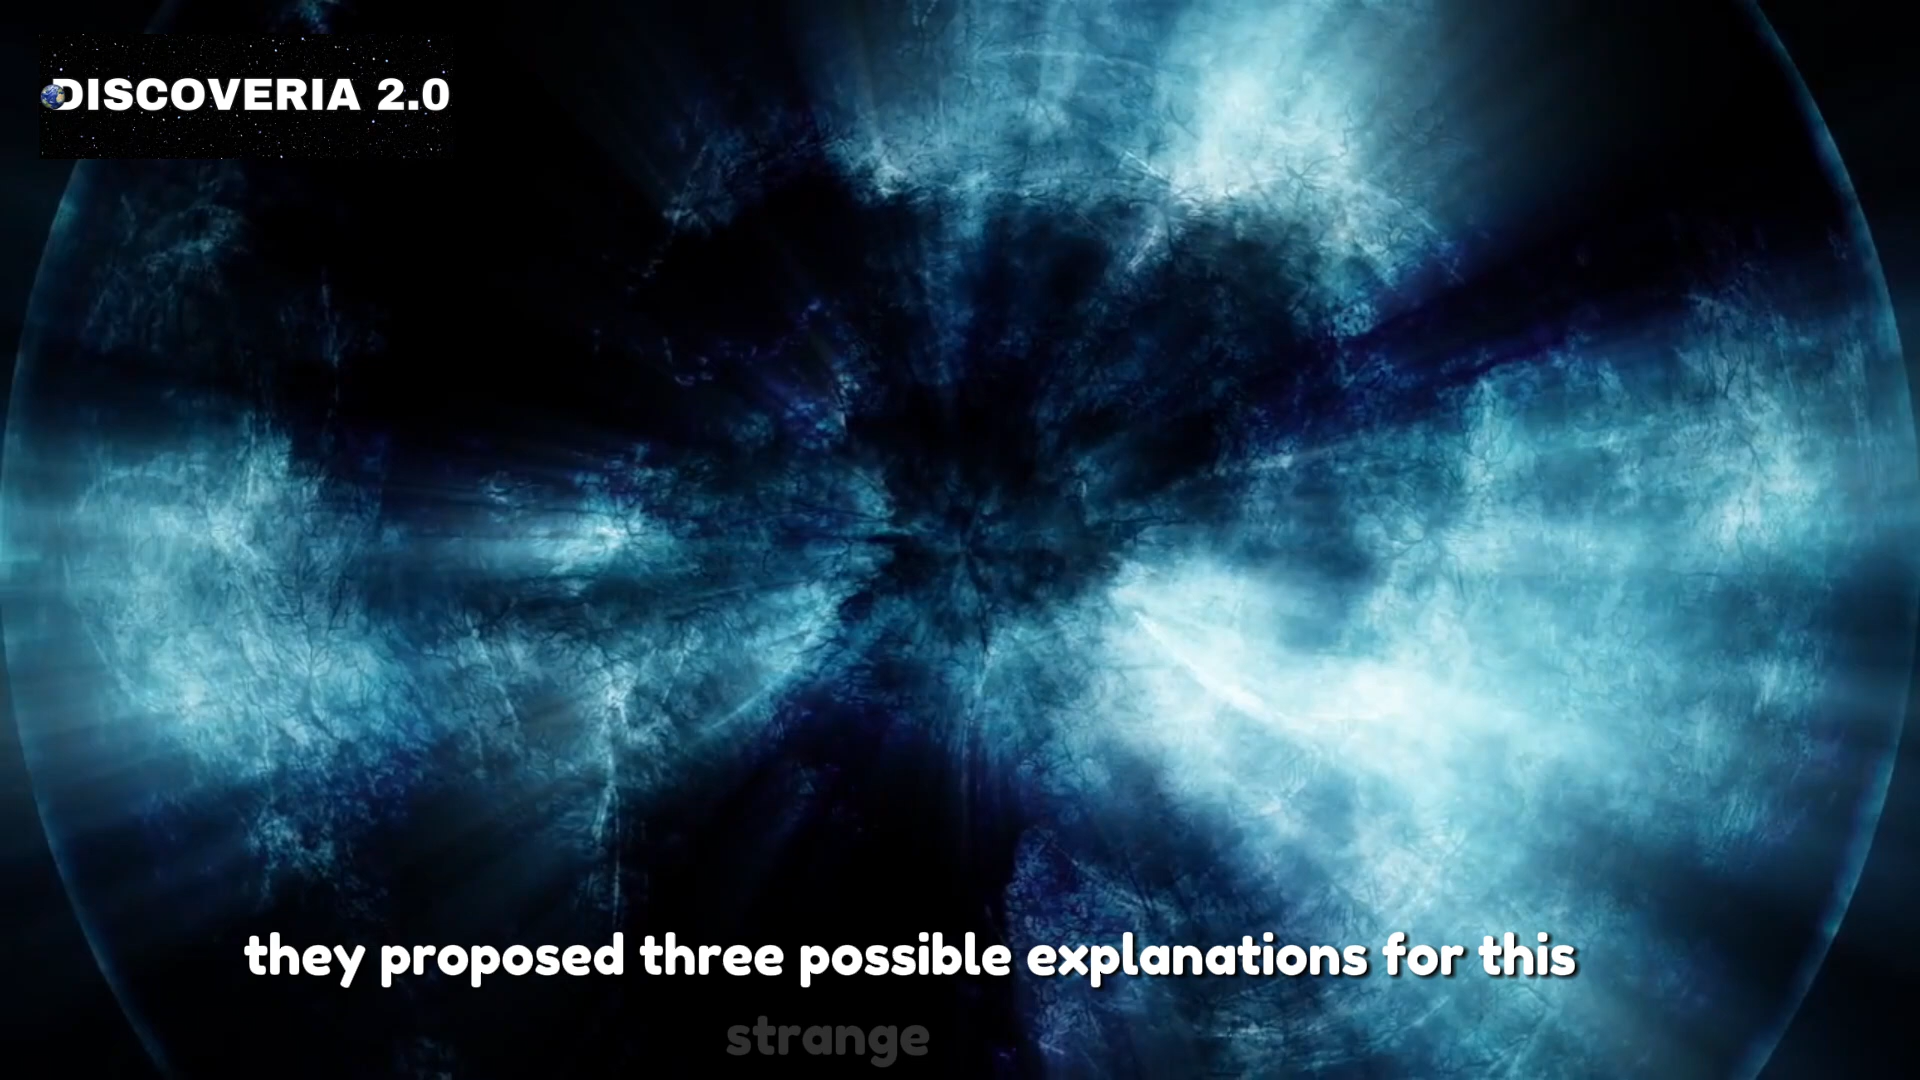 DISCOVERIA 2.0
they proposed three possible explanations for this
strange